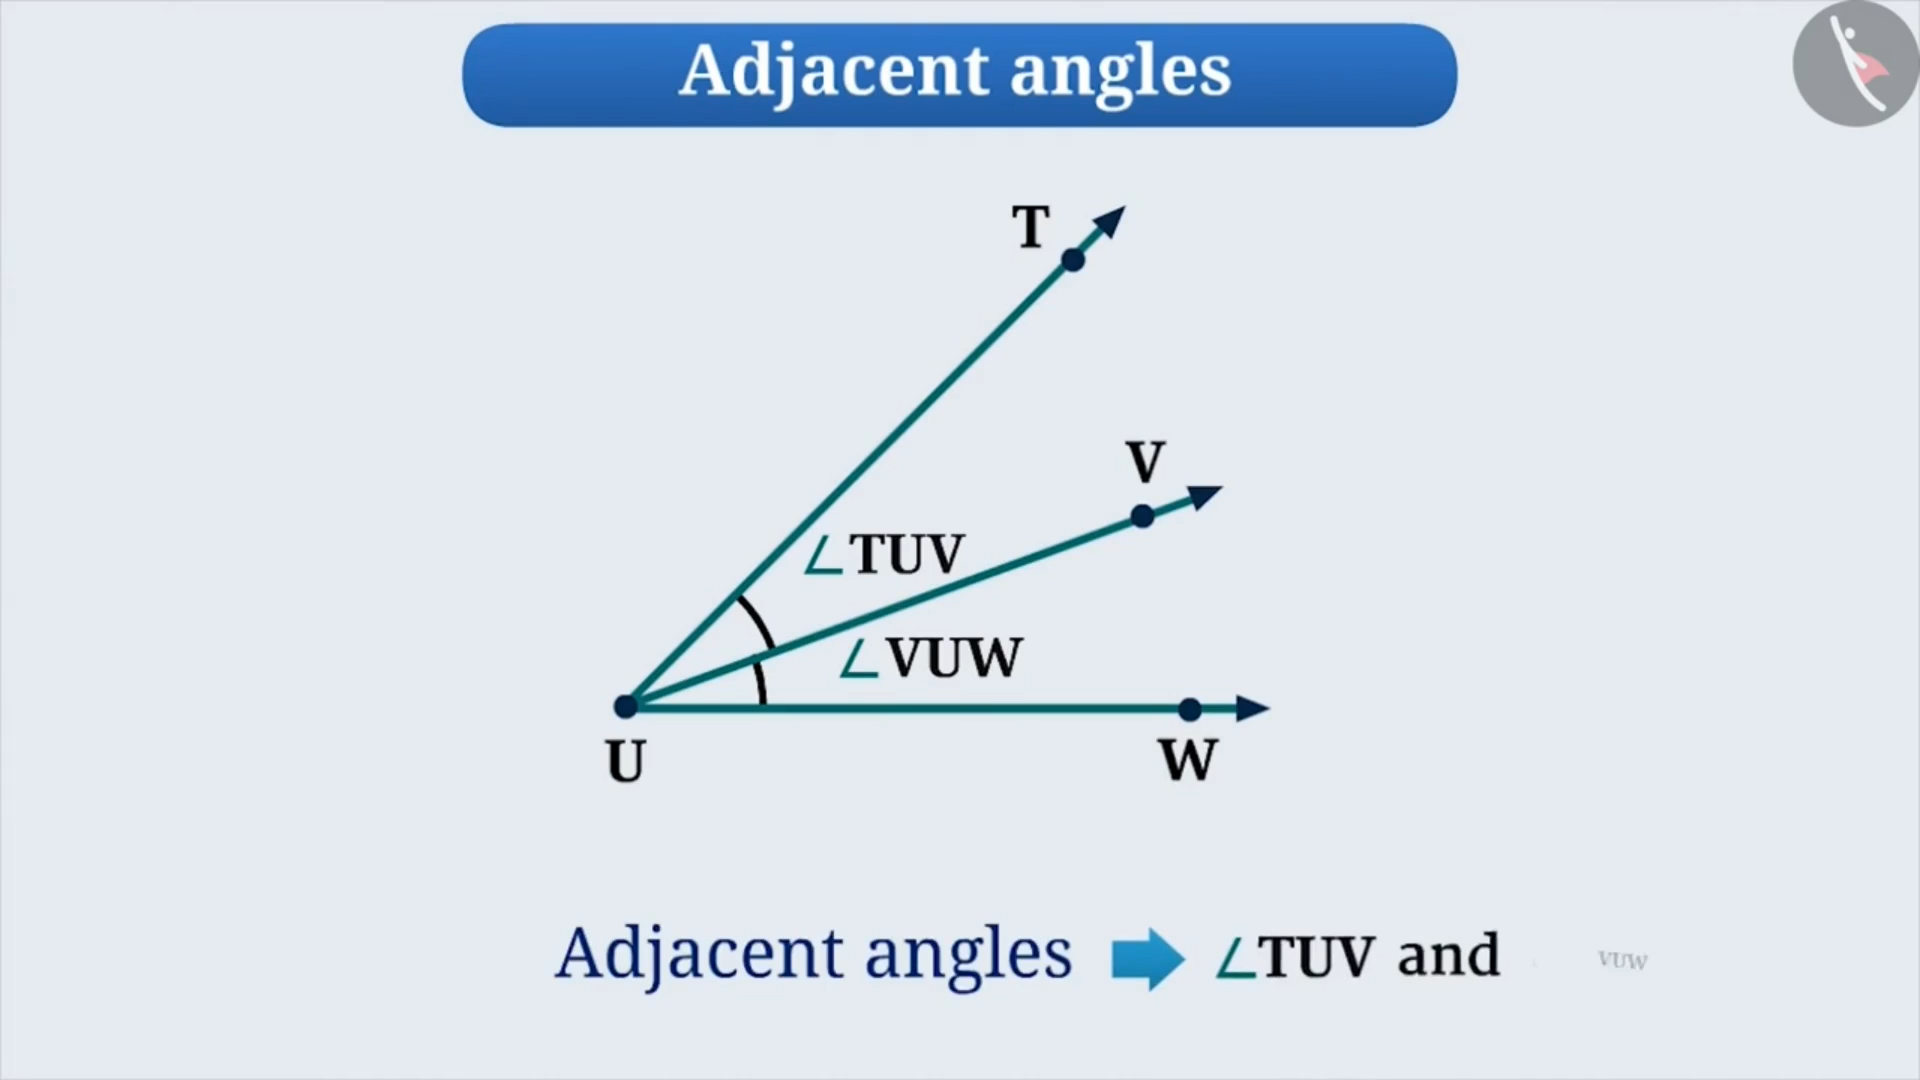 Adjacent angles
T
V
∠TUV
∠VUW
U
W
Adjacent angles ∠TUV and VUW